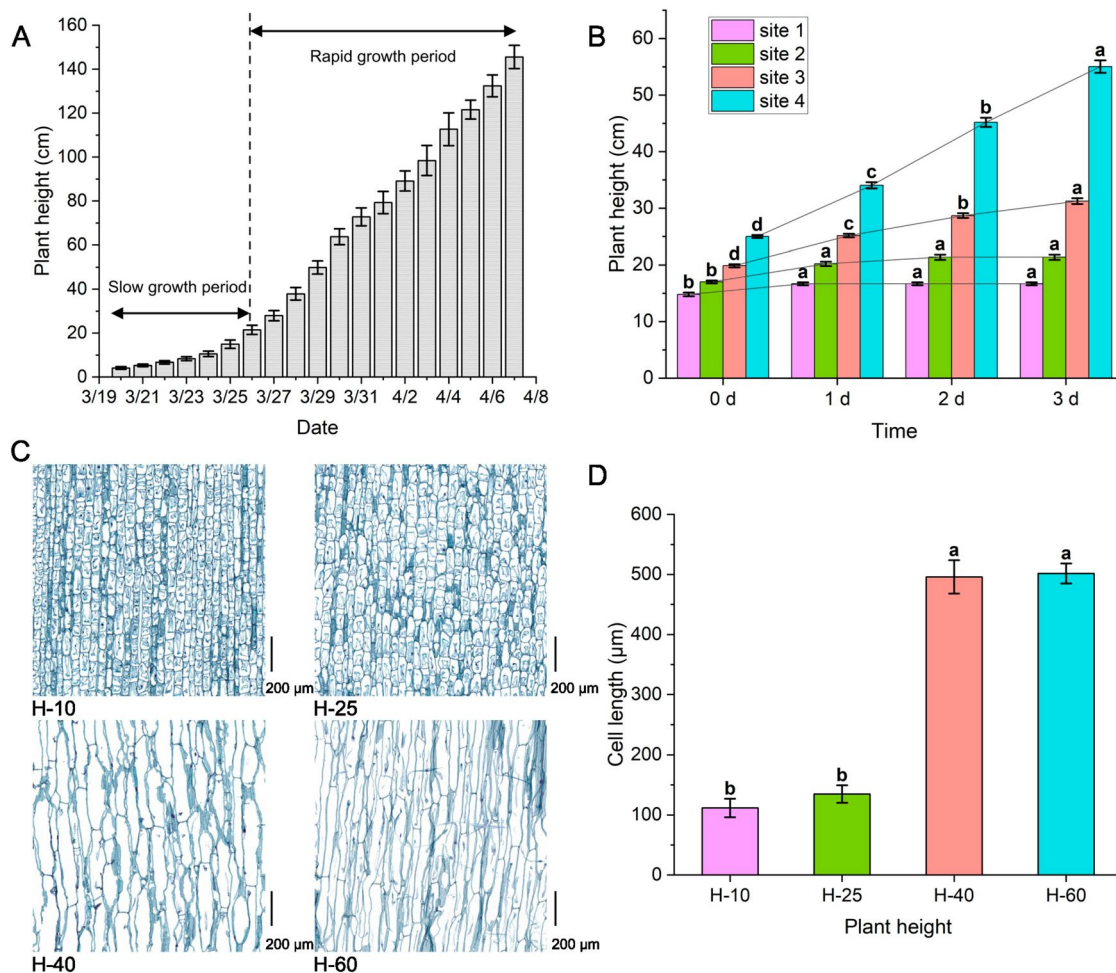 A
Plant height (cm)
160
140
120
100
80
60
40
20
0
Rapid growth period
Slow growth period
3/19 3/21 3/23 3/25 3/27 3/29 3/31 4/2 4/4 4/6 4/8
Date
B
Plant height (cm)
60
50
40
30
20
10
0
site 1
site 2
site 3
site 4
b b d d
a a c c
a a b b
a a a a
0 d 1 d 2 d 3 d
Time
C
200 μm 200 μm
H-10 H-25
200 μm 200 μm
H-40 H-60
D
Cell length (μm)
600
500
400
300
200
100
0
b b a a
H-10 H-25 H-40 H-60
Plant height